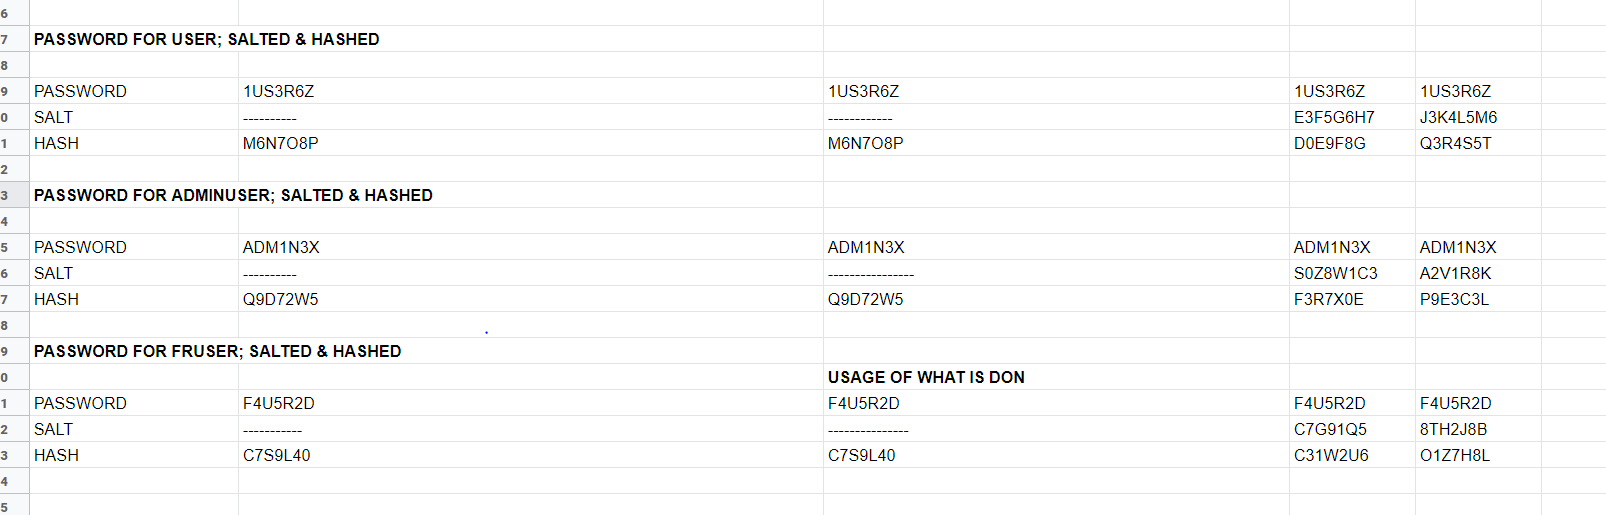 6
7 PASSWORD FOR USER; SALTED & HASHED
8
9 PASSWORD 1US3R6Z 1US3R6Z 1US3R6Z 1US3R6Z
0 SALT ---------- ------------ E3F5G6H7 J3K4L5M6
1 HASH M6N7O8P M6N7O8P D0E9F8G Q3R4S5T
2
3 PASSWORD FOR ADMINUSER; SALTED & HASHED
4
5 PASSWORD ADM1N3X ADM1N3X ADM1N3X ADM1N3X
6 SALT ---------- ---------------- S0Z8W1C3 A2V1R8K
7 HASH Q9D72W5 Q9D72W5 F3R7X0E P9E3C3L
8
9 PASSWORD FOR FRUSER; SALTED & HASHED
0 USAGE OF WHAT IS DON
1 PASSWORD F4U5R2D F4U5R2D F4U5R2D F4U5R2D
2 SALT ----------- --------------- C7G91Q5 8TH2J8B
3 HASH C7S9L40 C7S9L40 C31W2U6 O1Z7H8L
4
5